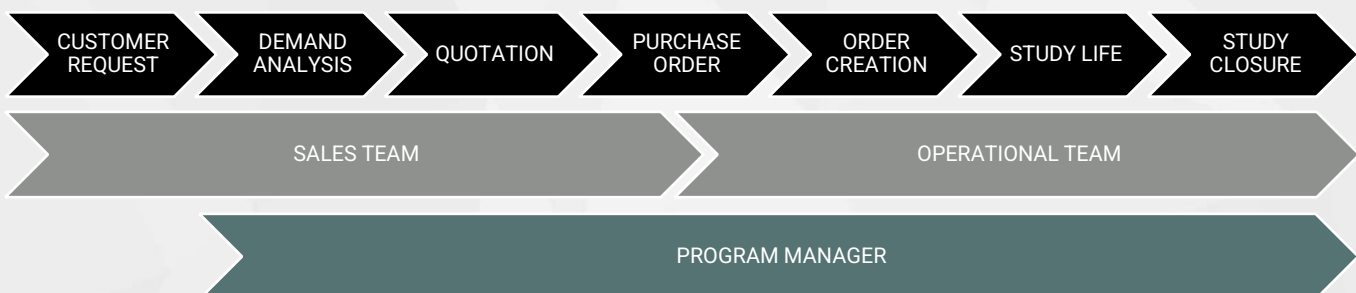 CUSTOMER
REQUEST
DEMAND
ANALYSIS
QUOTATION
PURCHASE
ORDER
ORDER
CREATION
STUDY LIFE
STUDY
CLOSURE
SALES TEAM
OPERATIONAL TEAM
PROGRAM MANAGER